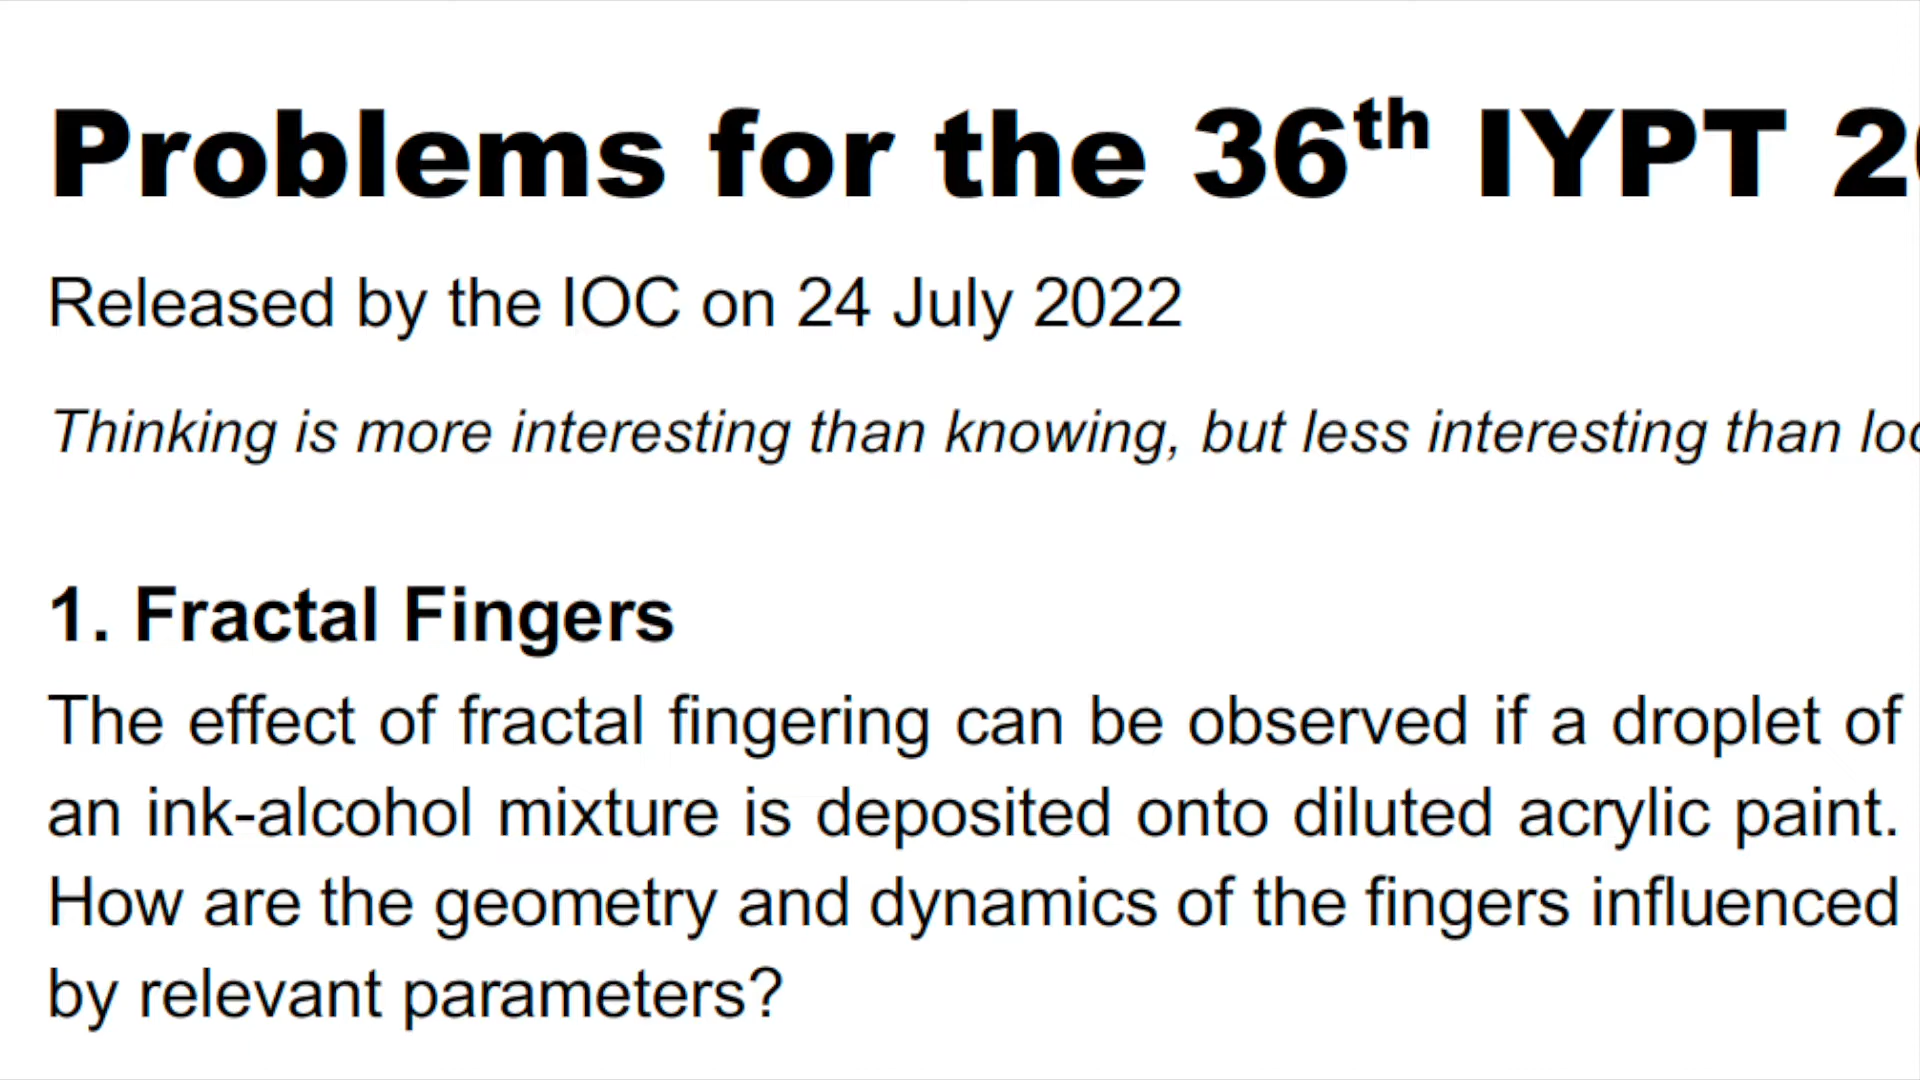 Problems for the 36th IYPT 2
Released by the IOC on 24 July 2022
Thinking is more interesting than knowing, but less interesting than
1. Fractal Fingers
The effect of fractal fingering can be observed if a droplet of
an ink-alcohol mixture is deposited onto diluted acrylic paint.
How are the geometry and dynamics of the fingers influenced
by relevant parameters?